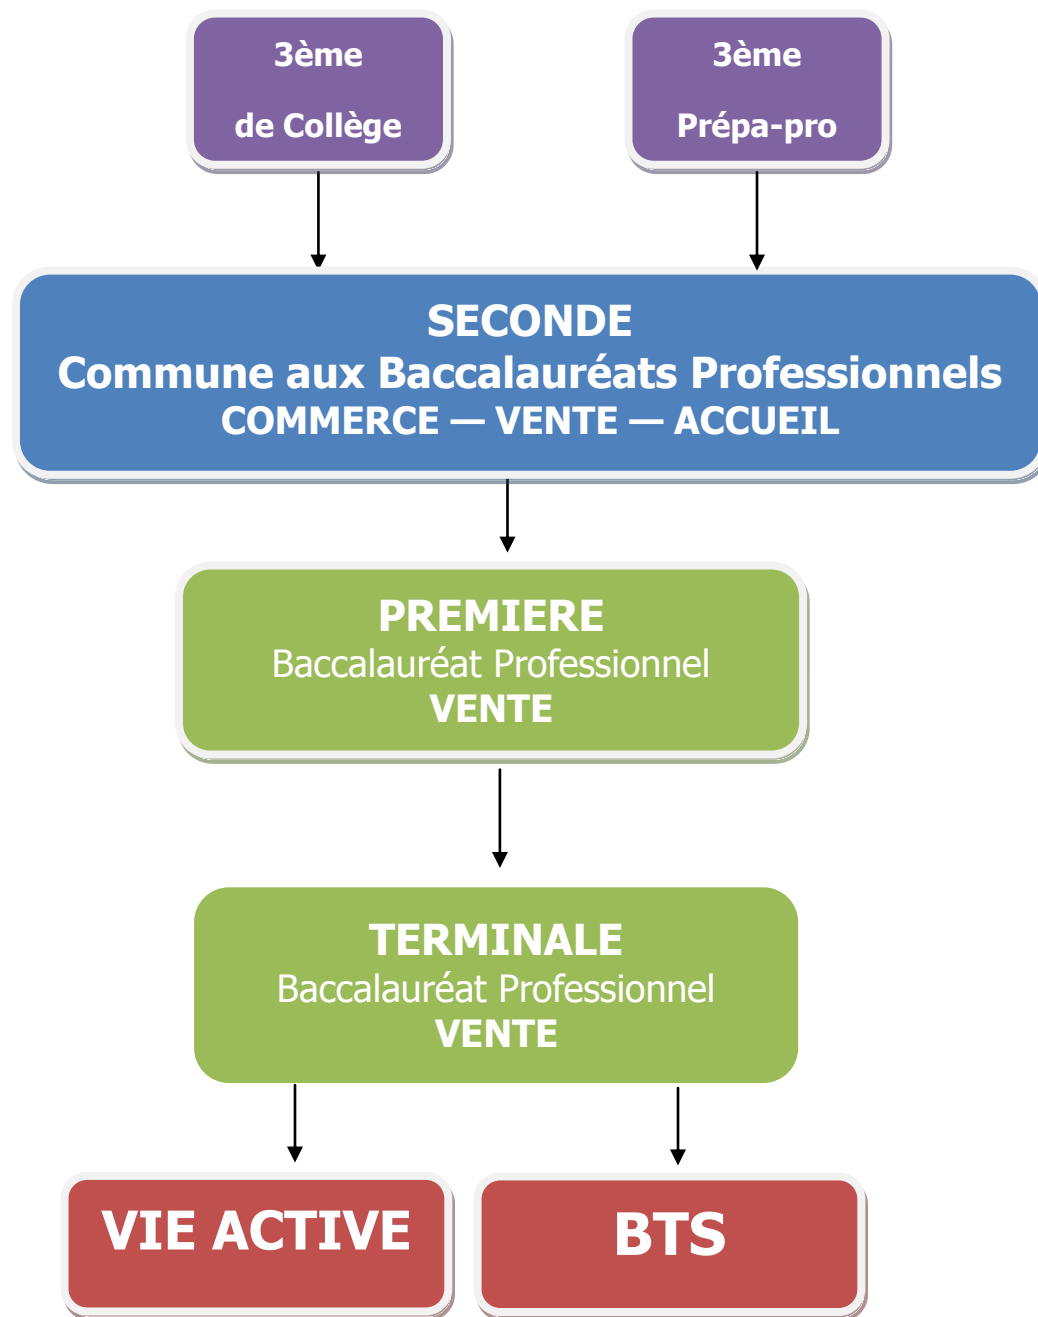 3ème
de Collège
3ème
Prépa-pro
SECONDE
Commune aux Baccalauréats Professionnels
COMMERCE — VENTE — ACCUEIL
PREMIERE
Baccalauréat Professionnel
VENTE
TERMINALE
Baccalauréat Professionnel
VENTE
VIE ACTIVE
BTS